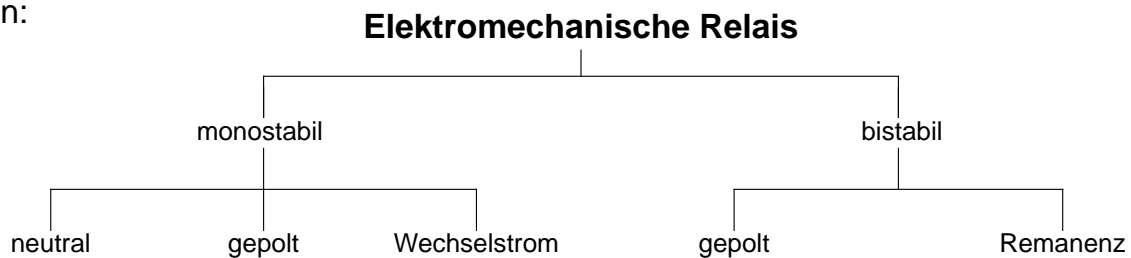 n:
Elektromechanische Relais
monostabil bistabil
neutral gepolt Wechselstrom gepolt Remanenz